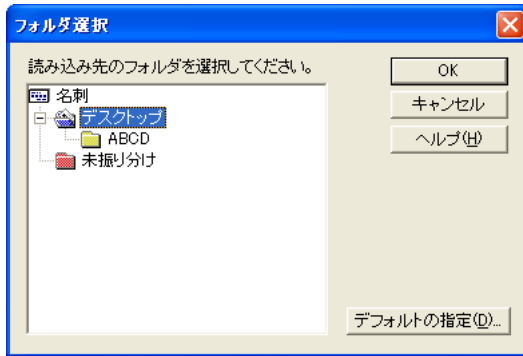 フォルダ選択
読み込み先のフォルダを選択してください。
名刺
デスクトップ
ABCD
未振り分け
OK
キャンセル
ヘルプ(H)
デフォルトの指定(D)...